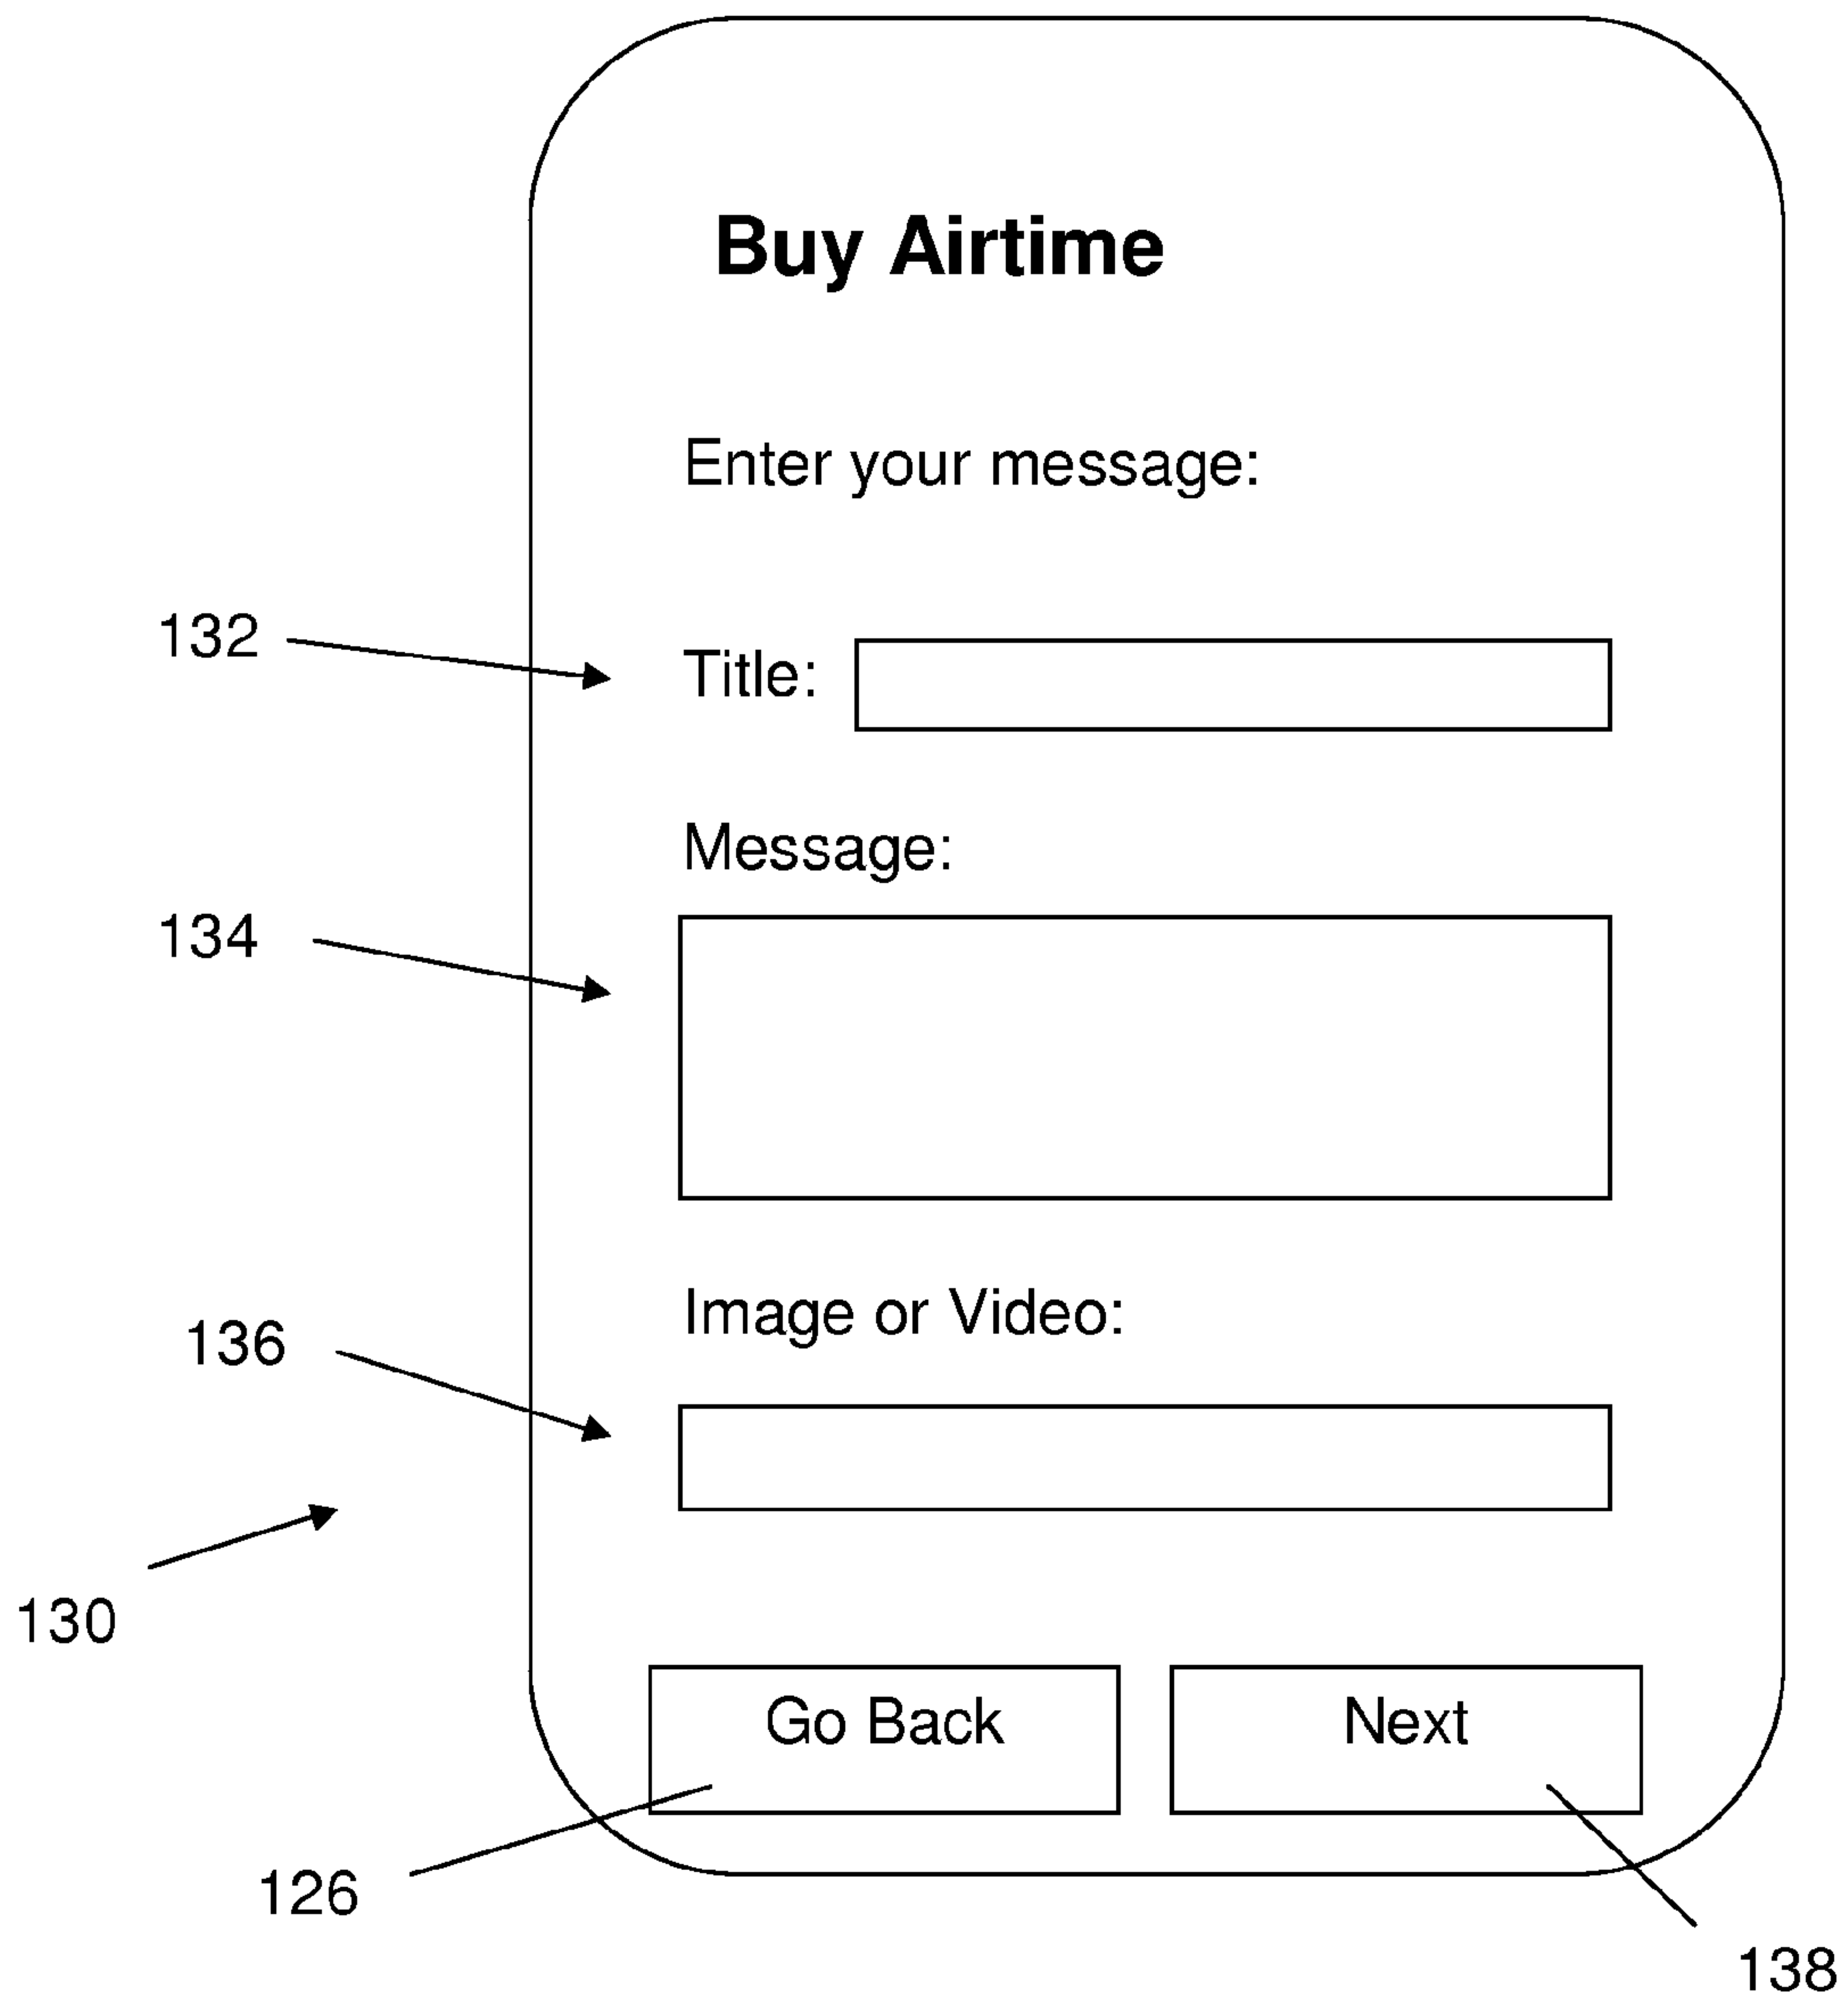 Buy Airtime
Enter your message:
132
Title:
Message:
134
Image or Video:
136
130
Go Back
Next
126
138